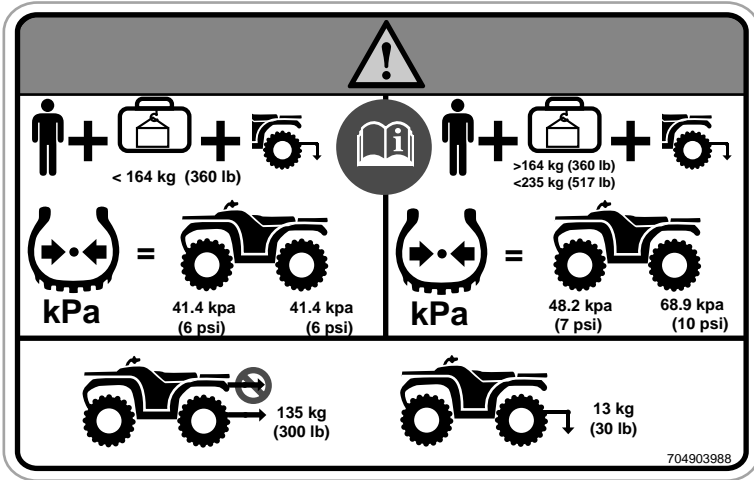 i
< 164 kg (360 lb)
>164 kg (360 lb)
<235 kg (517 lb)
kPa
=
41.4 kpa
(6 psi)
41.4 kpa
(6 psi)
kPa
=
48.2 kpa
(7 psi)
68.9 kpa
(10 psi)
135 kg
(300 lb)
13 kg
(30 lb)
704903988